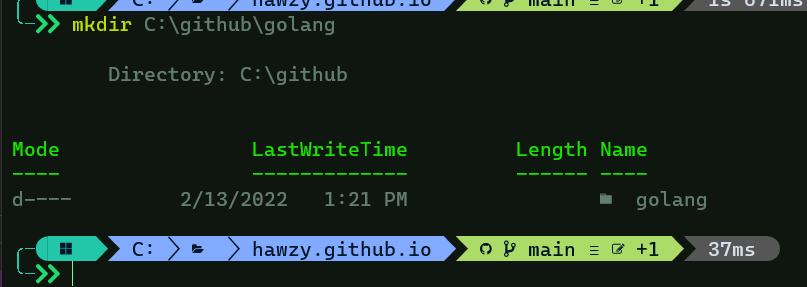 C: hawzy.github.io main ≡ +1 1s 671ms
mkdir C:\github\golang
Directory: C:\github
Mode LastWriteTime Length Name
---- ------------- ------ ----
d---- 2/13/2022 1:21 PM golang
C: hawzy.github.io main ≡ +1 37ms